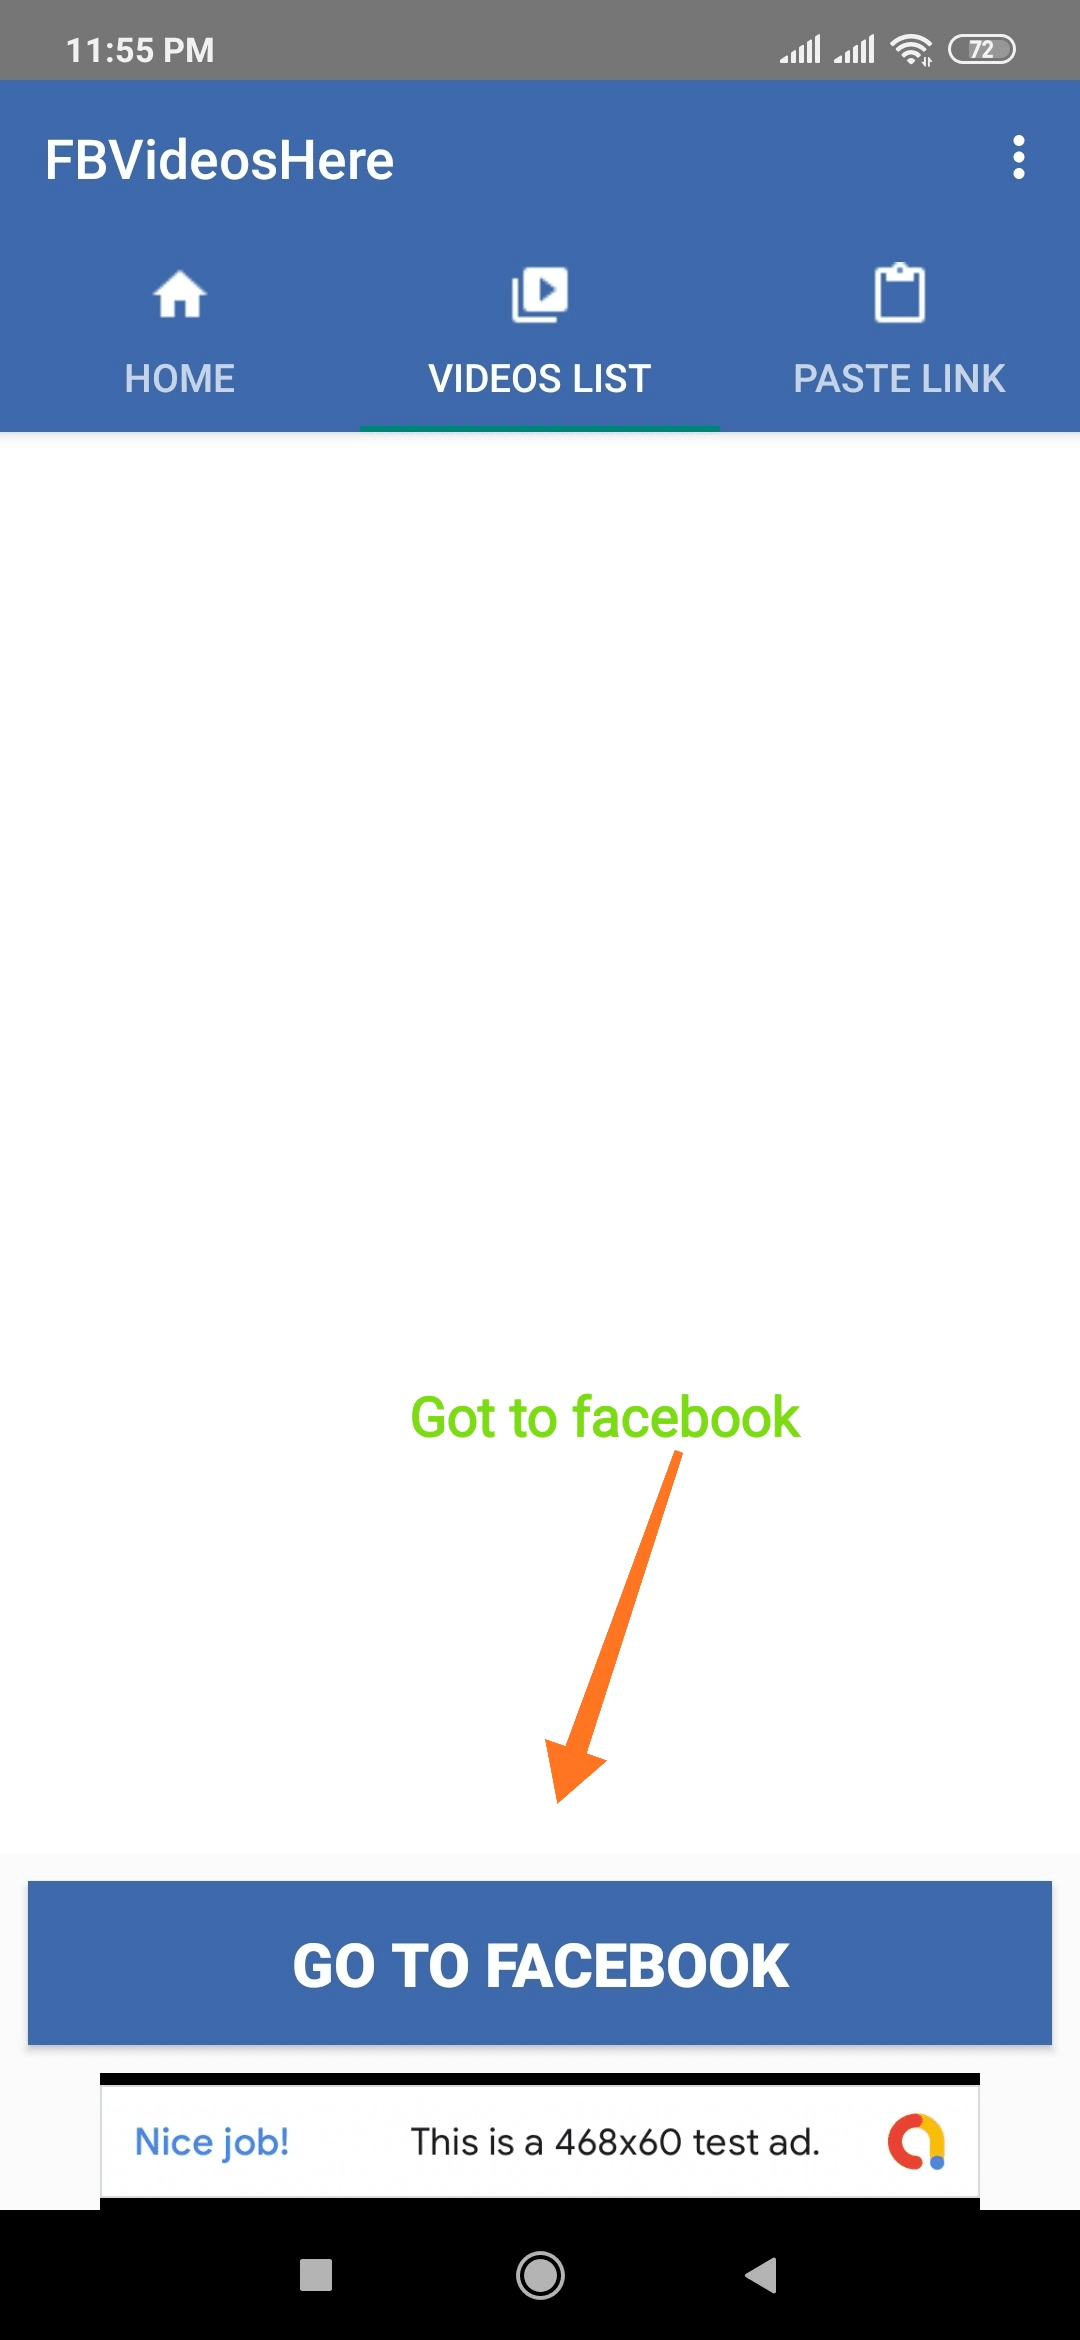 11:55 PM 72
FBVideosHere
HOME VIDEOS LIST PASTE LINK
Got to facebook
GO TO FACEBOOK
Nice job! This is a 468x60 test ad.